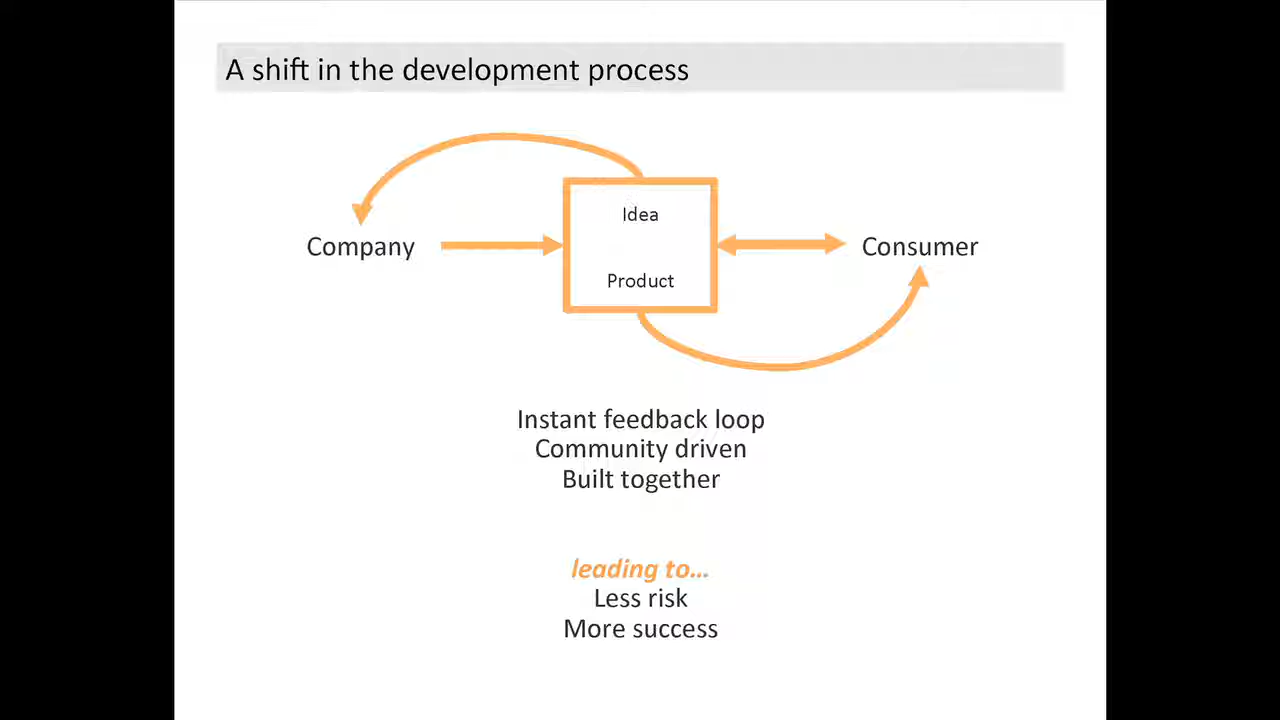 A shift in the development process
Idea
Company
Consumer
Product
Instant feedback loop
Community driven
Built together
leading to...
Less risk
More success